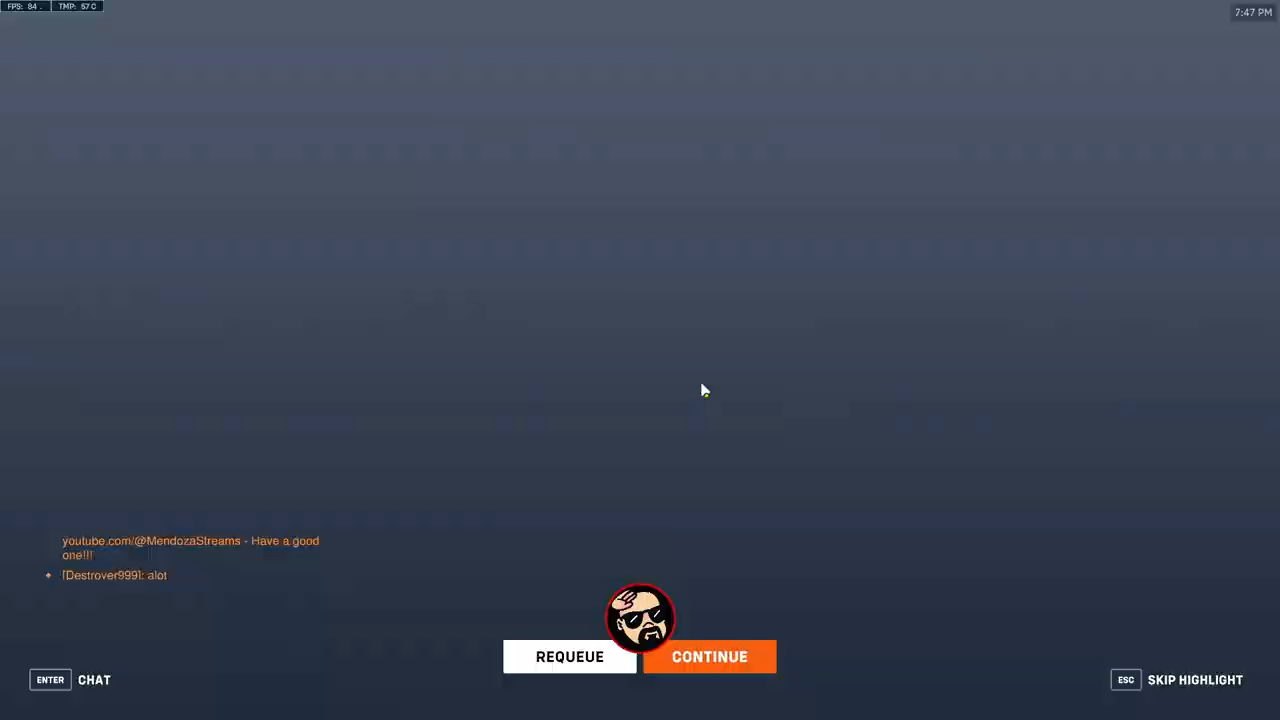 FPS: 84 . TMP: 57 C
7:47 PM
youtube.com/@MendozaStreams - Have a good
one!!!
[Destrover999]: alot
REQUEUE CONTINUE
ENTER CHAT
ESC SKIP HIGHLIGHT